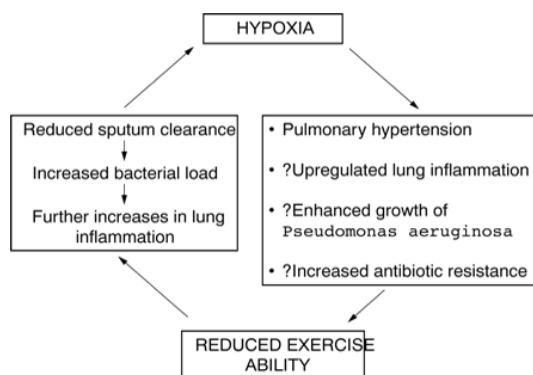 HYPOXIA
Reduced sputum clearance
Increased bacterial load
Further increases in lung
inflammation
• Pulmonary hypertension
• ?Upregulated lung inflammation
• ?Enhanced growth of
Pseudomonas aeruginosa
• ?Increased antibiotic resistance
REDUCED EXERCISE
ABILITY